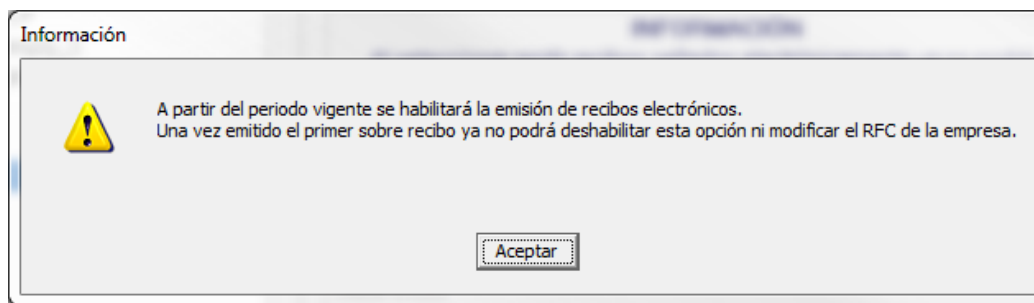 INFORMACIÓN
Información
A partir del periodo vigente se habilitará la emisión de recibos electrónicos.
Una vez emitido el primer sobre recibo ya no podrá deshabilitar esta opción ni modificar el RFC de la empresa.
Aceptar